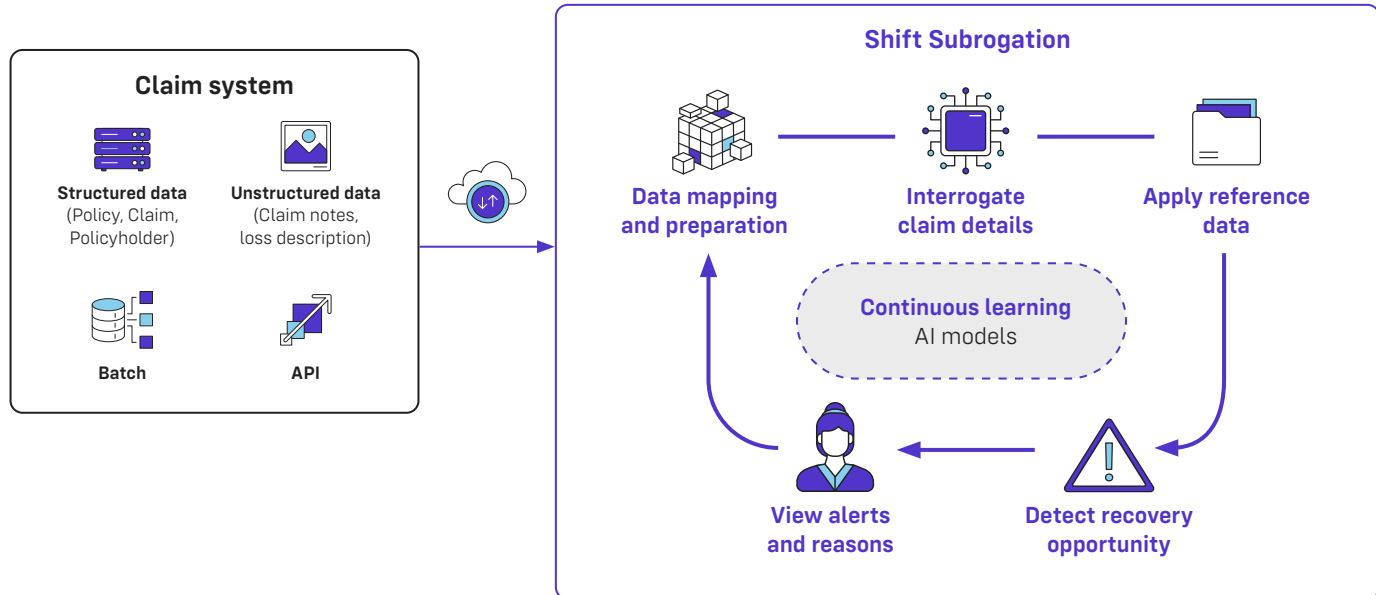 Claim system
Structured data
(Policy, Claim,
Policyholder)
Unstructured data
(Claim notes,
loss description)
Batch
API
Shift Subrogation
Data mapping
and preparation
Interrogate
claim details
Apply reference
data
Continuous learning
AI models
View alerts
and reasons
Detect recovery
opportunity